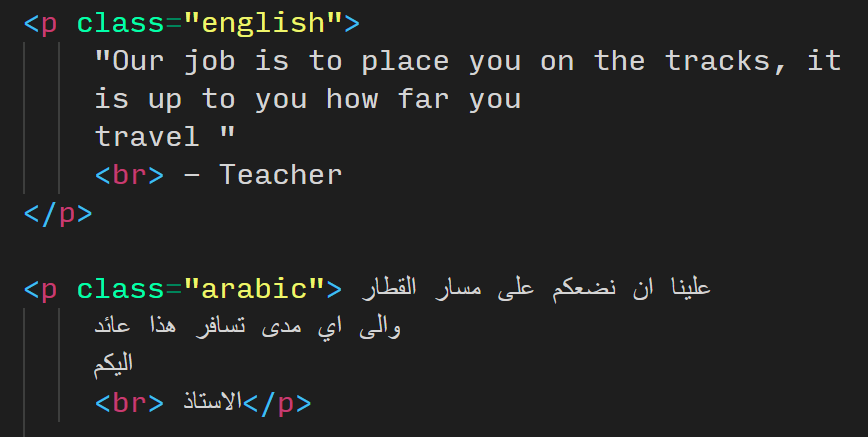 <p class="english">
"Our job is to place you on the tracks, it
is up to you how far you
travel "
<br> - Teacher
</p>
<p class="arabic"> علينا ان نضعكم على مسار القطار
والى اي مدى تسافر هذا عائد
اليكم
<br> الاستاذ</p>